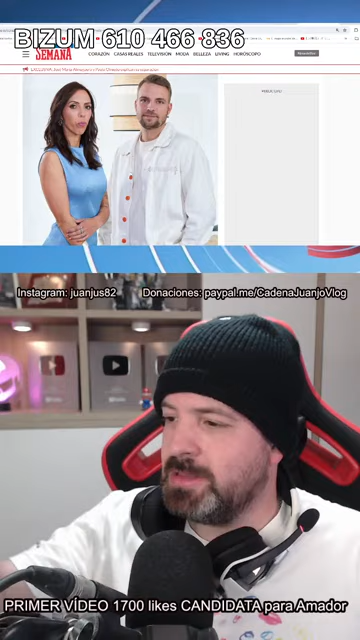 BIZUM 610 466 836
SEMANA
CORAZÓN CASAS REALES TELEVISIÓN MODA BELLEZA LIVING HORÓSCOPO
Instagram: juanjus82 Donaciones: paypal.me/CadenaJuanjoVlog
PRIMER VÍDEO 1700 likes CANDIDATA para Amador